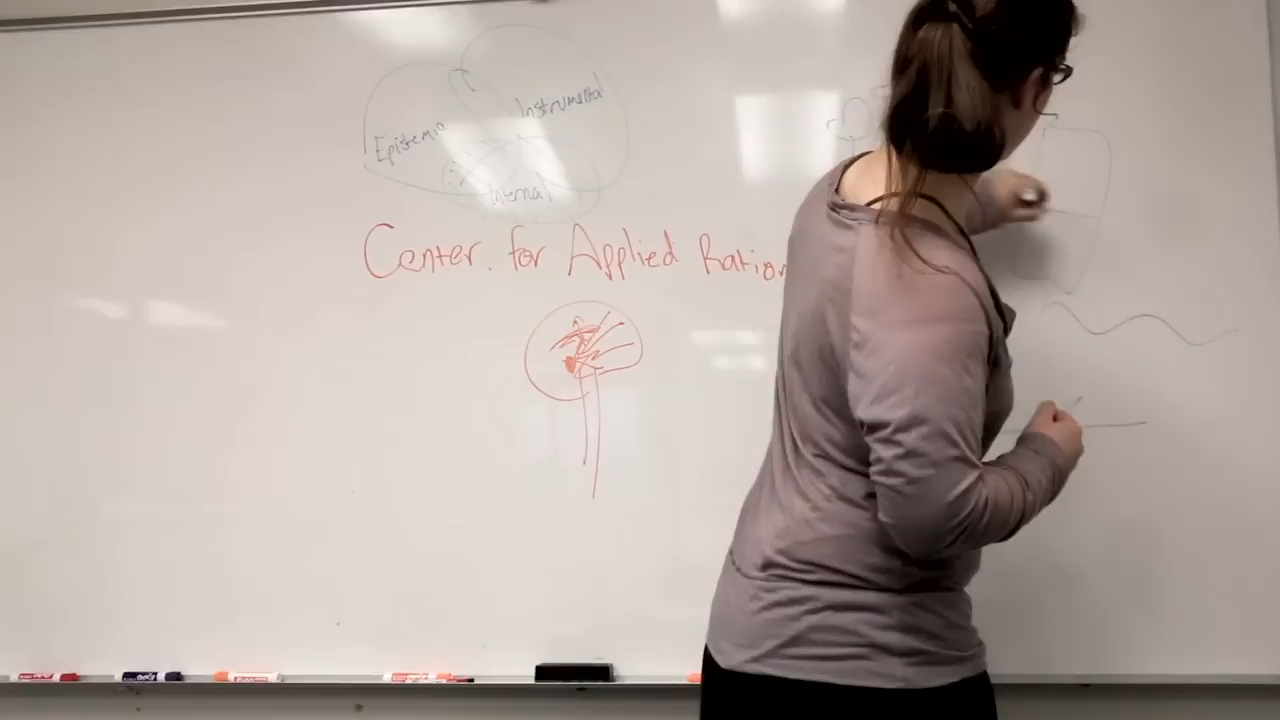 Instrumental
Epistemic
Internal
Center for Applied Ration